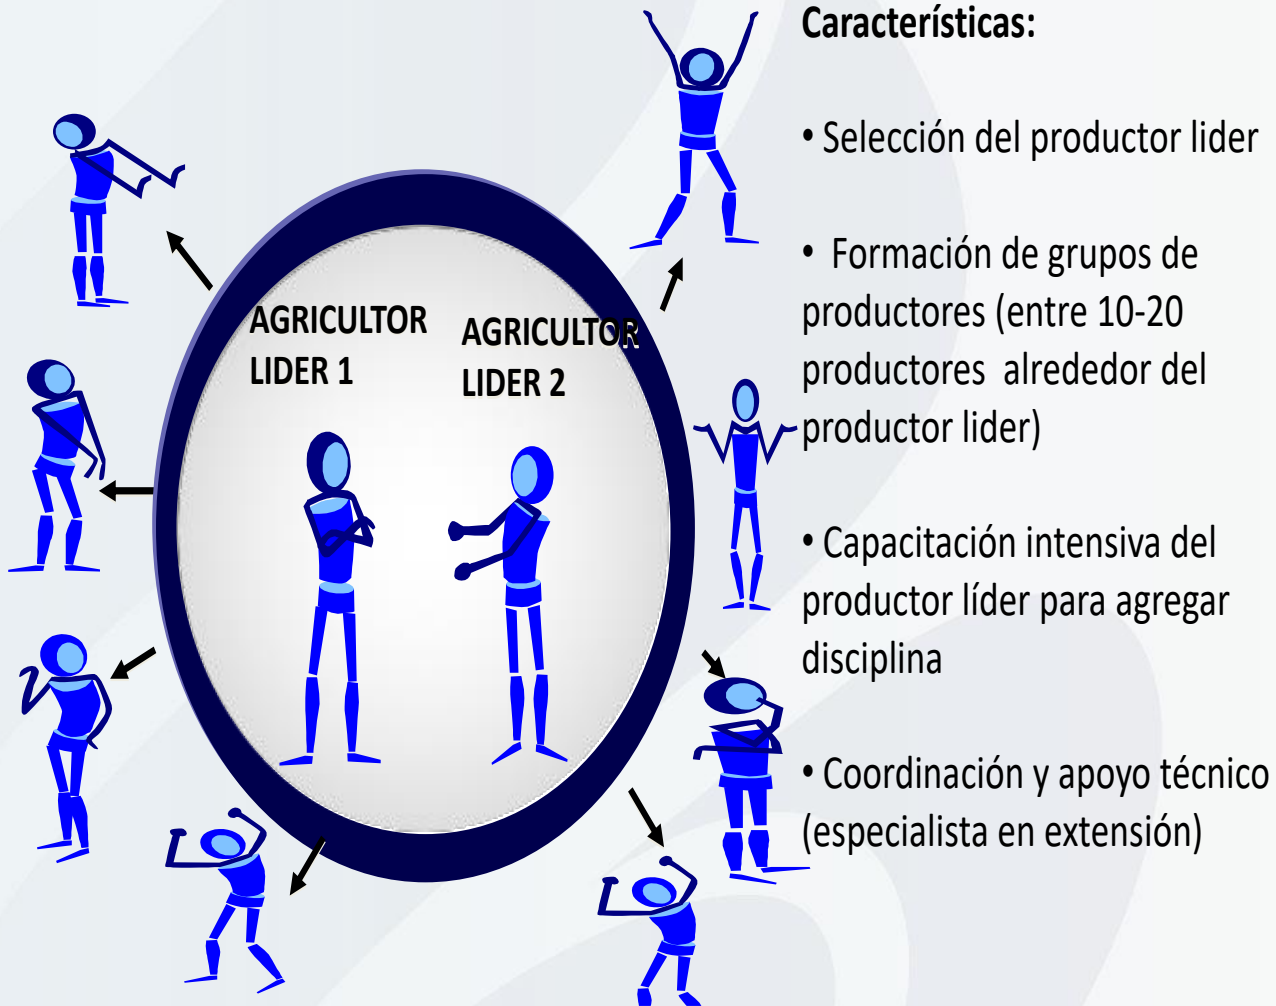 AGRICULTOR
LIDER 1
AGRICULTOR
LIDER 2
Características:
• Selección del productor lider
• Formación de grupos de
productores (entre 10-20
productores alrededor del
productor lider)
• Capacitación intensiva del
productor líder para agregar
disciplina
• Coordinación y apoyo técnico
(especialista en extensión)